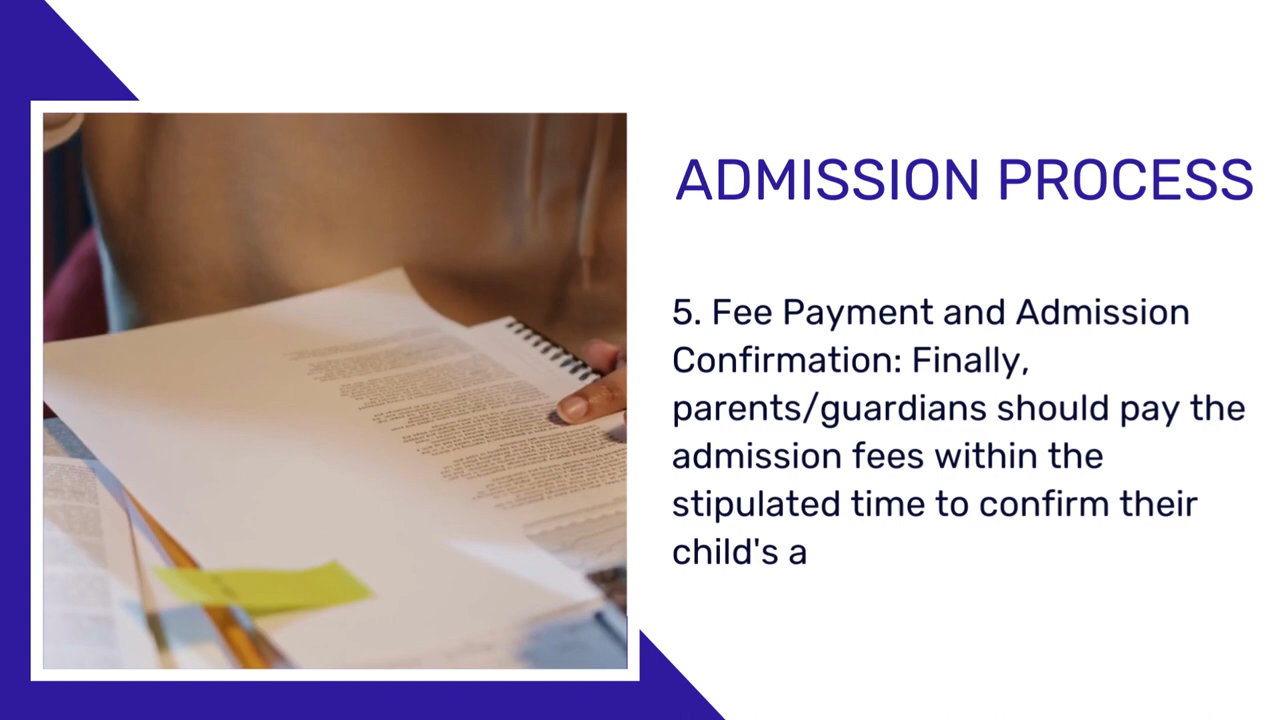 ADMISSION PROCESS
5. Fee Payment and Admission
Confirmation: Finally,
parents/guardians should pay the
admission fees within the
stipulated time to confirm their
child's a